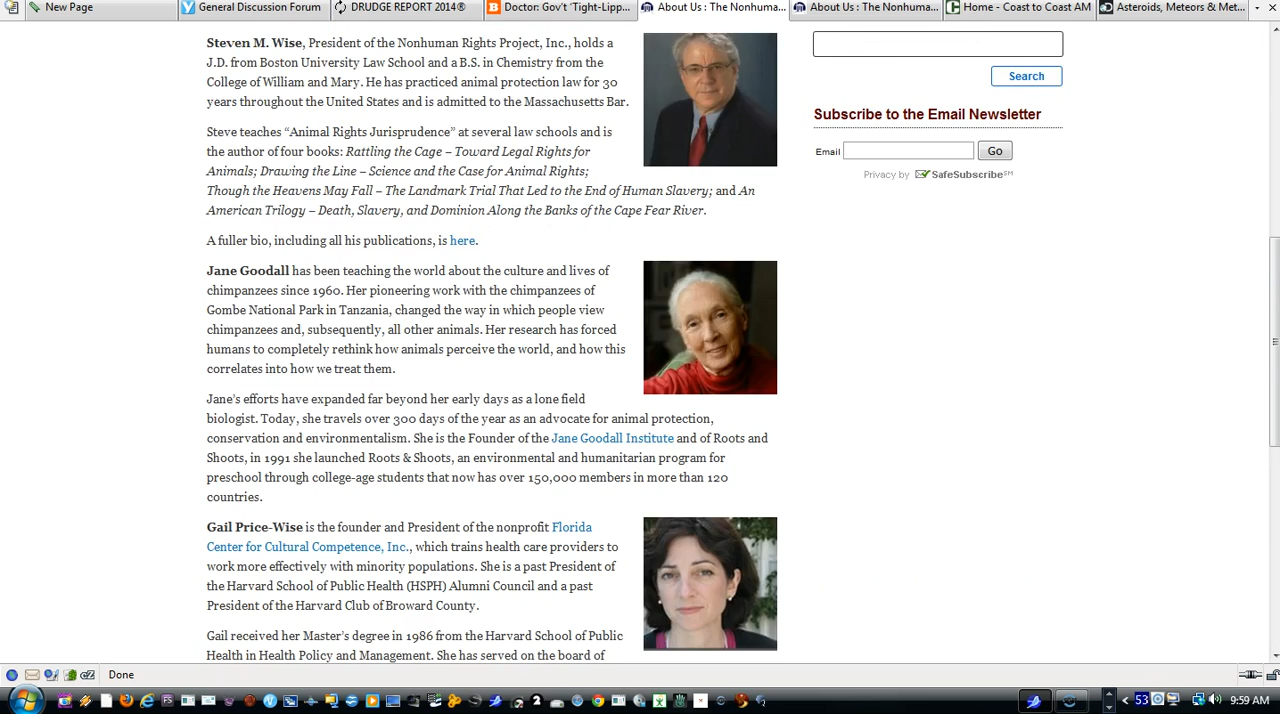 New Page
General Discussion Forum
DRUDGE REPORT 2014®
Doctor: Gov't 'Tight-Lipp...
About Us : The Nonhuma...
About Us : The Nonhuma...
Home - Coast to Coast AM
Asteroids, Meteors & Met...
Steven M. Wise, President of the Nonhuman Rights Project, Inc., holds a
J.D. from Boston University Law School and a B.S. in Chemistry from the
College of William and Mary. He has practiced animal protection law for 30
years throughout the United States and is admitted to the Massachusetts Bar.
Steve teaches “Animal Rights Jurisprudence” at several law schools and is
the author of four books: Rattling the Cage – Toward Legal Rights for
Animals; Drawing the Line – Science and the Case for Animal Rights;
Though the Heavens May Fall – The Landmark Trial That Led to the End of Human Slavery; and An
American Trilogy – Death, Slavery, and Dominion Along the Banks of the Cape Fear River.
A fuller bio, including all his publications, is here.
Jane Goodall has been teaching the world about the culture and lives of
chimpanzees since 1960. Her pioneering work with the chimpanzees of
Gombe National Park in Tanzania, changed the way in which people view
chimpanzees and, subsequently, all other animals. Her research has forced
humans to completely rethink how animals perceive the world, and how this
correlates into how we treat them.
Jane's efforts have expanded far beyond her early days as a lone field
biologist. Today, she travels over 300 days of the year as an advocate for animal protection,
conservation and environmentalism. She is the Founder of the Jane Goodall Institute and of Roots and
Shoots, in 1991 she launched Roots & Shoots, an environmental and humanitarian program for
preschool through college-age students that now has over 150,000 members in more than 120
countries.
Gail Price-Wise is the founder and President of the nonprofit Florida
Center for Cultural Competence, Inc., which trains health care providers to
work more effectively with minority populations. She is a past President of
the Harvard School of Public Health (HSPH) Alumni Council and a past
President of the Harvard Club of Broward County.
Gail received her Master's degree in 1986 from the Harvard School of Public
Health in Health Policy and Management. She has served on the board of
Search
Subscribe to the Email Newsletter
Email
Go
Privacy by SafeSubscribe℠
Done
53
9:59 AM